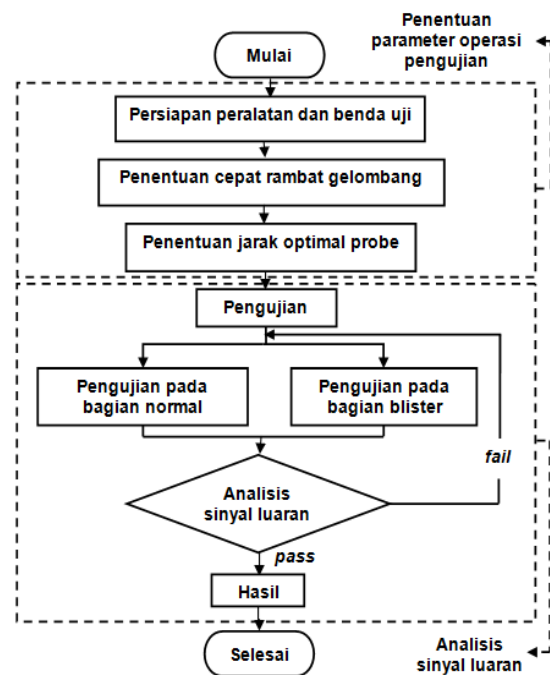 Penentuan
parameter operasi
pengujian
Mulai
Persiapan peralatan dan benda uji
Penentuan cepat rambat gelombang
Penentuan jarak optimal probe
Pengujian
Pengujian pada
bagian normal
Pengujian pada
bagian blister
fail
Analisis
sinyal luaran
pass
Hasil
Selesai
Analisis
sinyal luaran